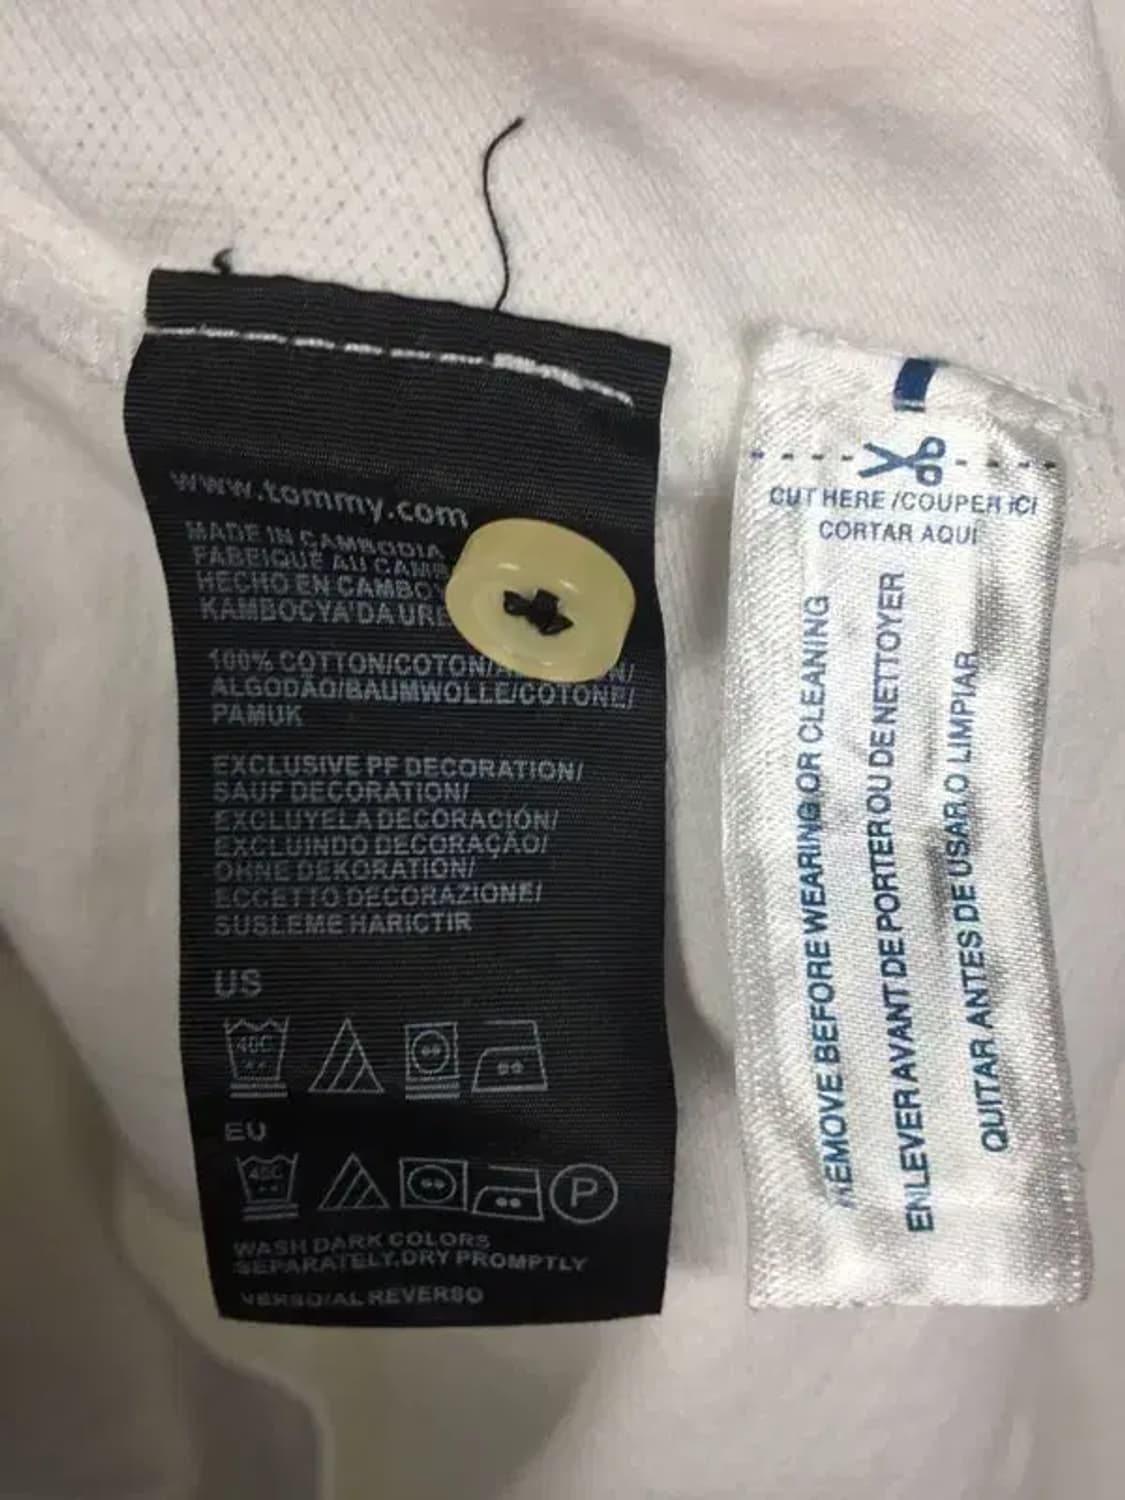 www.tommy.com
MADE IN CAMBODIA
FABEIQUE AU CAMB
HECHO EN CAMBO
KAMBOCYA'DA URE
100% COTTON/COTON/ N/
ALGODÃO/BAUMWOLLE/COTONE/
PAMUK
EXCLUSIVE PF DECORATION/
SAUF DECORATION/
EXCLUYELA DECORACIÓN/
EXCLUINDO DECORAÇÃO/
OHNE DEKORATION/
ECCETTO DECORAZIONE/
SUSLEME HARICTIR
US
40C
EU
40C
P
WASH DARK COLORS
SEPARATELY.DRY PROMPTLY
VERSO/AL REVERSO
CUT HERE /COUPER ICI
CORTAR AQUI
REMOVE BEFORE WEARING OR CLEANING
ENLEVER AVANT DE PORTER OU DE NETTOYER
QUITAR ANTES DE USAR O LIMPIAR